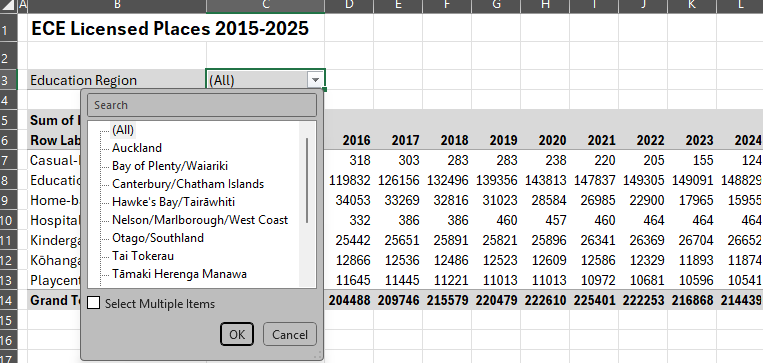 A B C D E F G H I J K L
1 ECE Licensed Places 2015-2025
2
3 Education Region (All)
4
Search
(All)
Auckland
Bay of Plenty/Waiariki
Canterbury/Chatham Islands
Hawke's Bay/Tairāwhiti
Nelson/Marlborough/West Coast
Otago/Southland
Tai Tokerau
Tāmaki Herenga Manawa
Select Multiple Items
OK Cancel
5 Sum of
6 Row Lab 2016 2017 2018 2019 2020 2021 2022 2023 2024
7 Casual- 318 303 283 283 238 220 205 155 124
8 Educatio 119832 126156 132496 139356 143813 147837 149305 149091 148829
9 Home-b 34053 33269 32816 31023 28584 26985 22900 17965 15955
10 Hospital 332 386 386 460 457 460 464 464 464
11 Kinderga 25442 25651 25891 25821 25896 26341 26369 26704 26652
12 Kōhanga 12866 12536 12486 12523 12609 12586 12329 11893 11874
13 Playcent 11645 11445 11221 11013 11013 10972 10681 10596 10541
14 Grand T 204488 209746 215579 220479 222610 225401 222253 216868 214439
15
16
17